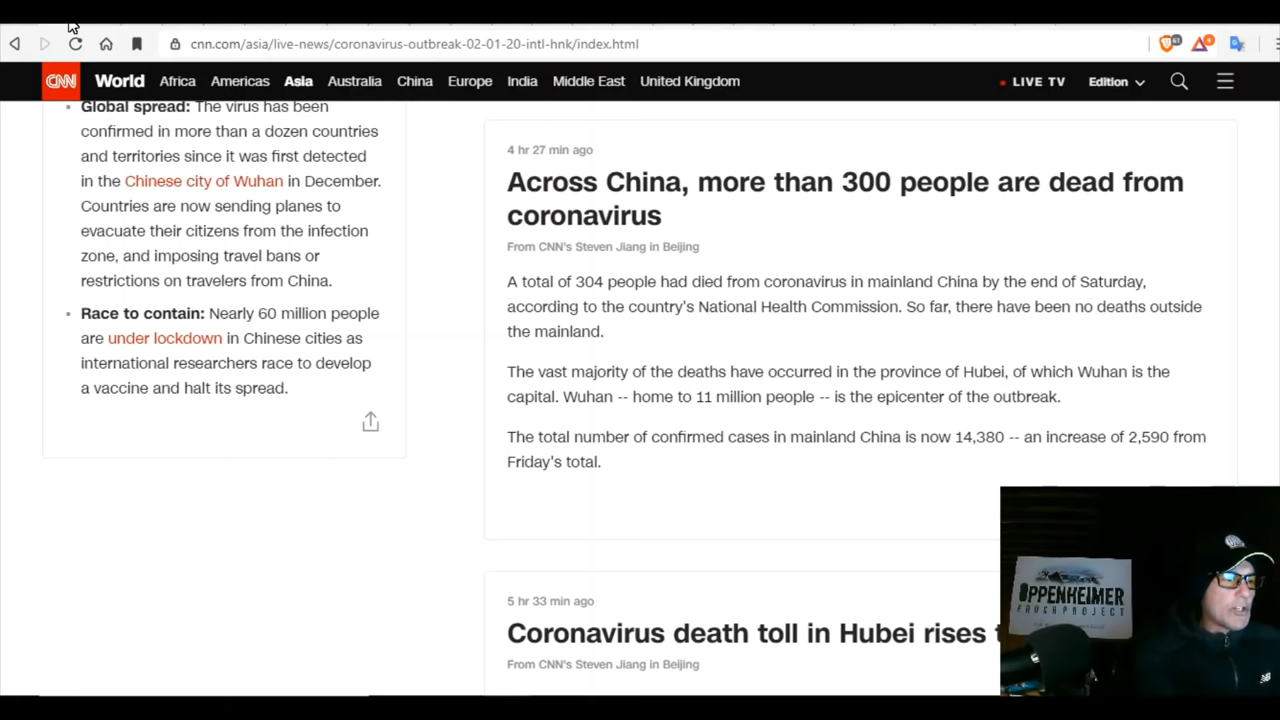 cnn.com/asia/live-news/coronavirus-outbreak-02-01-20-intl-hnk/index.html
CNN World Africa Americas Asia Australia China Europe India Middle East United Kingdom LIVE TV Edition
• Global spread: The virus has been
confirmed in more than a dozen countries
and territories since it was first detected
in the Chinese city of Wuhan in December.
Countries are now sending planes to
evacuate their citizens from the infection
zone, and imposing travel bans or
restrictions on travelers from China.
• Race to contain: Nearly 60 million people
are under lockdown in Chinese cities as
international researchers race to develop
a vaccine and halt its spread.
4 hr 27 min ago
Across China, more than 300 people are dead from
coronavirus
From CNN's Steven Jiang in Beijing
A total of 304 people had died from coronavirus in mainland China by the end of Saturday,
according to the country's National Health Commission. So far, there have been no deaths outside
the mainland.
The vast majority of the deaths have occurred in the province of Hubei, of which Wuhan is the
capital. Wuhan -- home to 11 million people -- is the epicenter of the outbreak.
The total number of confirmed cases in mainland China is now 14,380 -- an increase of 2,590 from
Friday's total.
5 hr 33 min ago
Coronavirus death toll in Hubei rises
From CNN's Steven Jiang in Beijing
OPPENHEIMER
PROJECT